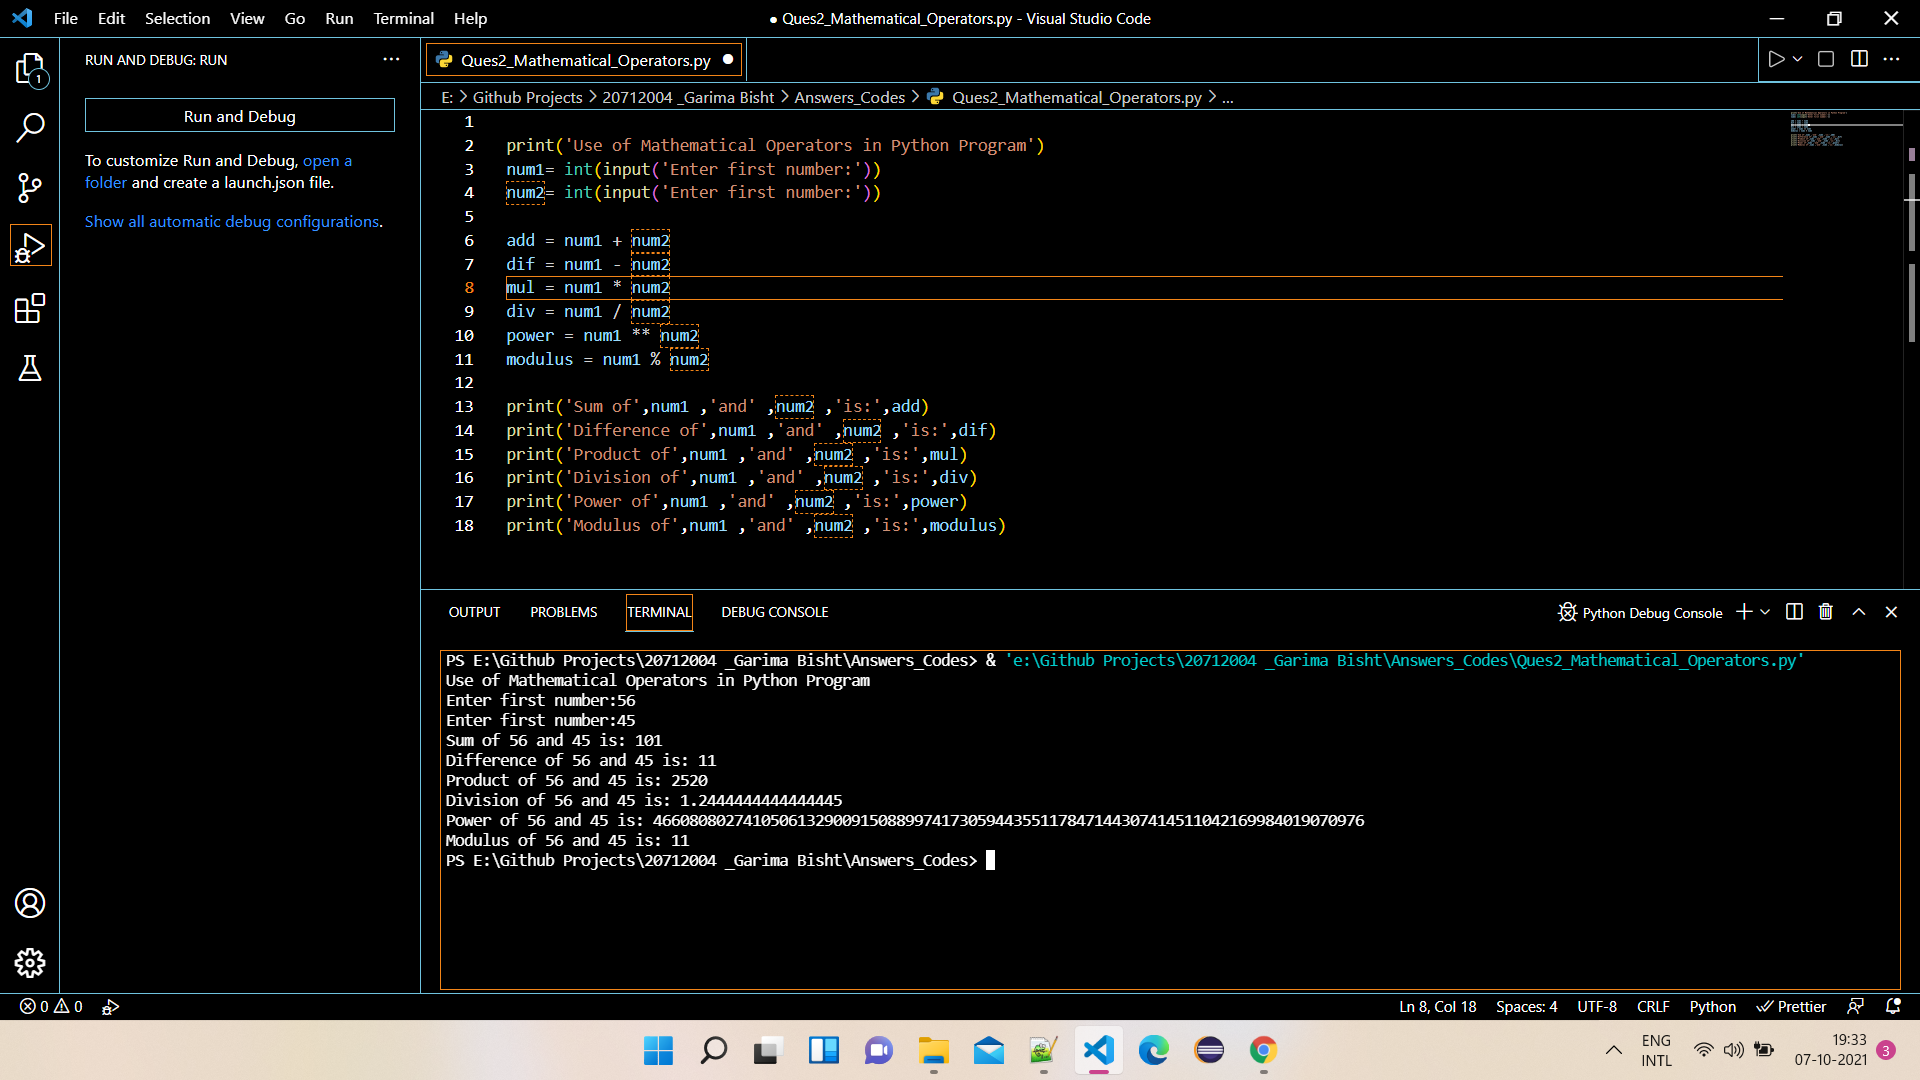 File Edit Selection View Go Run Terminal Help
● Ques2_Mathematical_Operators.py - Visual Studio Code
RUN AND DEBUG: RUN
Run and Debug
To customize Run and Debug, open a
folder and create a launch.json file.
Show all automatic debug configurations.
1
Ques2_Mathematical_Operators.py
E: > Github Projects > 20712004 _Garima Bisht > Answers_Codes > Ques2_Mathematical_Operators.py > ...
1
2 print('Use of Mathematical Operators in Python Program')
3 num1= int(input('Enter first number:'))
4 num2= int(input('Enter first number:'))
5
6 add = num1 + num2
7 dif = num1 - num2
8 mul = num1 * num2
9 div = num1 / num2
10 power = num1 ** num2
11 modulus = num1 % num2
12
13 print('Sum of',num1 ,'and' ,num2 ,'is:',add)
14 print('Difference of',num1 ,'and' ,num2 ,'is:',dif)
15 print('Product of',num1 ,'and' ,num2 ,'is:',mul)
16 print('Division of',num1 ,'and' ,num2 ,'is:',div)
17 print('Power of',num1 ,'and' ,num2 ,'is:',power)
18 print('Modulus of',num1 ,'and' ,num2 ,'is:',modulus)
OUTPUT PROBLEMS TERMINAL DEBUG CONSOLE
Python Debug Console
PS E:\Github Projects\20712004 _Garima Bisht\Answers_Codes> & 'e:\Github Projects\20712004 _Garima Bisht\Answers_Codes\Ques2_Mathematical_Operators.py'
Use of Mathematical Operators in Python Program
Enter first number:56
Enter first number:45
Sum of 56 and 45 is: 101
Difference of 56 and 45 is: 11
Product of 56 and 45 is: 2520
Division of 56 and 45 is: 1.2444444444444445
Power of 56 and 45 is: 4660808027410506132900915088997417305944355117847144307414511042169984019070976
Modulus of 56 and 45 is: 11
PS E:\Github Projects\20712004 _Garima Bisht\Answers_Codes>
0 0
Ln 8, Col 18 Spaces: 4 UTF-8 CRLF Python Prettier
ENG
INTL
19:33
07-10-2021
3